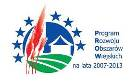 Program
Rozwoju
Obszarów
Wiejskich
na lata 2007-2013